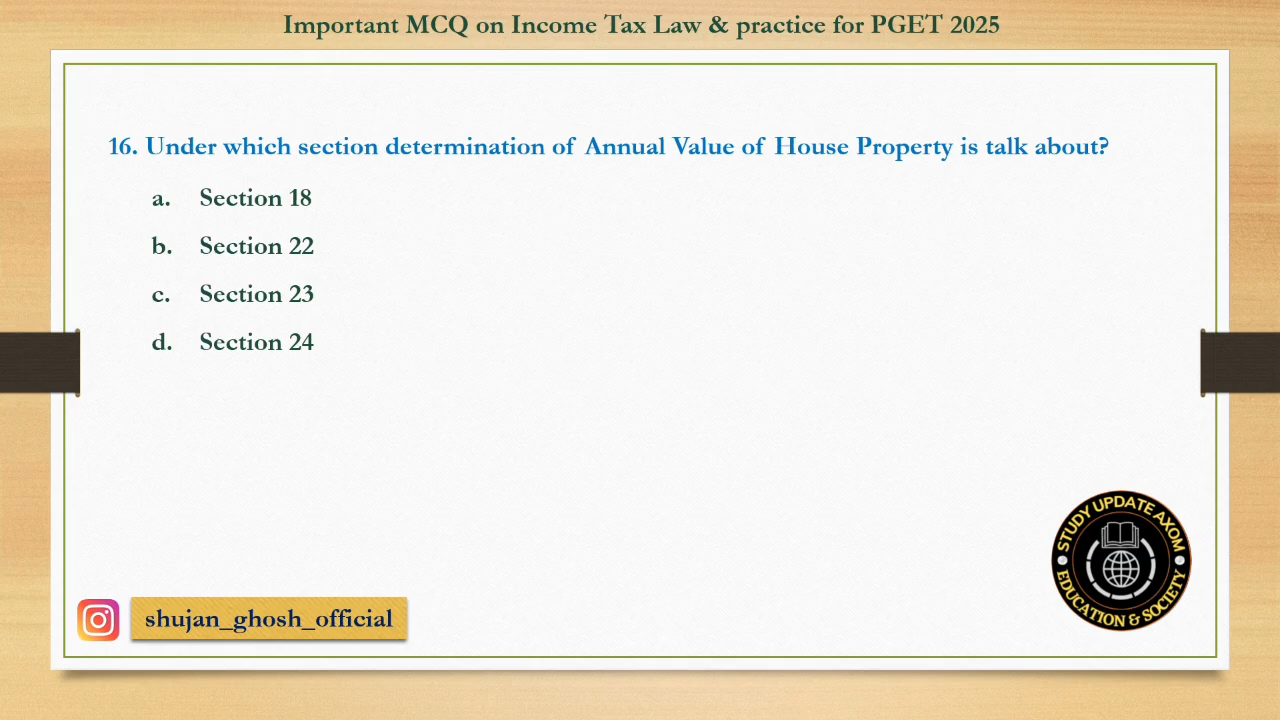 Important MCQ on Income Tax Law & practice for PGET 2025
16. Under which section determination of Annual Value of House Property is talk about?
a. Section 18
b. Section 22
c. Section 23
d. Section 24
STUDY UPDATE AXOM
EDUCATION & SOCIETY
shujan_ghosh_official